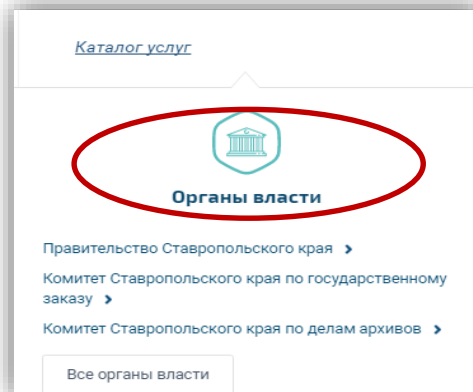 Каталог услуг
Органы власти
Правительство Ставропольского края
Комитет Ставропольского края по государственному
заказу
Комитет Ставропольского края по делам архивов
Все органы власти